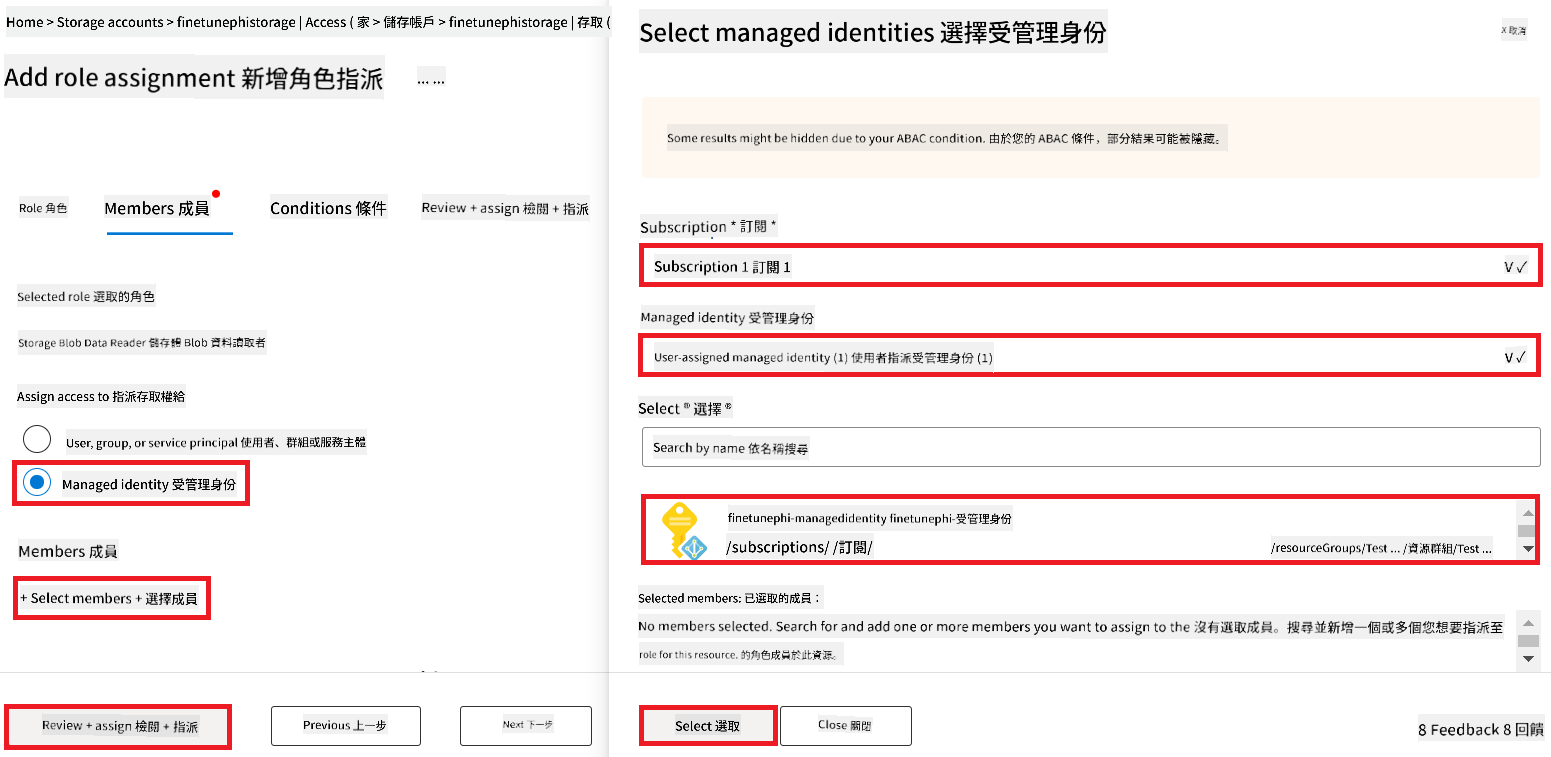 Home > Storage accounts > finetunephistorage | Access ( 家 > 儲存帳戶 > finetunephistorage | 存取 (
Add role assignment 新增角色指派 ... ...
Role 角色 Members 成員 Conditions 條件 Review + assign 檢閱 + 指派
Selected role 選取的角色
Storage Blob Data Reader 儲存體 Blob 資料讀取者
Assign access to 指派存取權給
User, group, or service principal 使用者、群組或服務主體
Managed identity 受管理身份
Members 成員
+ Select members + 選擇成員
Review + assign 檢閱 + 指派 Previous 上一步 Next 下一步
Select managed identities 選擇受管理身份 X 取消
Some results might be hidden due to your ABAC condition. 由於您的 ABAC 條件，部分結果可能被隱藏。
Subscription * 訂閱 *
Subscription 1 訂閱 1 V ✓
Managed identity 受管理身份
User-assigned managed identity (1) 使用者指派受管理身份 (1) V ✓
Select ® 選擇 ®
Search by name 依名稱搜尋
finetunephi-managedidentity finetunephi-受管理身份
/subscriptions/ /訂閱/ /resourceGroups/Test ... /資源群組/Test ...
Selected members: 已選取的成員：
No members selected. Search for and add one or more members you want to assign to the 沒有選取成員。搜尋並新增一個或多個您想要指派至
role for this resource. 的角色成員於此資源。
Select 選取 Close 關閉
8 Feedback 8 回饋